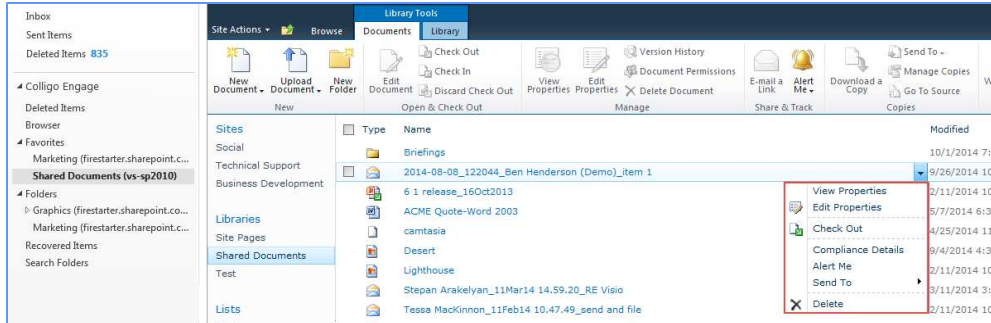 Inbox
Sent Items
Deleted Items 835
Colligo Engage
Deleted Items
Browser
Favorites
Marketing (firestarter.sharepoint.c...
Shared Documents (vs-sp2010)
Folders
Graphics (firestarter.sharepoint.co...
Marketing (firestarter.sharepoint.c...
Recovered Items
Search Folders
Library Tools
Site Actions Browse Documents Library
New Document
Upload Document
New Folder
New
Edit Document
Check Out
Check In
Discard Check Out
Open & Check Out
View Properties
Edit Properties
Version History
Document Permissions
Delete Document
Manage
E-mail a Link
Alert Me
Share & Track
Download a Copy
Send To
Manage Copies
Go To Source
Copies
W
Sites
Social
Technical Support
Business Development
Libraries
Site Pages
Shared Documents
Test
Lists
Type Name Modified
Briefings 10/1/2014 7:
2014-08-08_122044_Ben Henderson (Demo)_item 1 9/26/2014 10
6 1 release_16Oct2013 2/11/2014 10
ACME Quote-Word 2003 5/7/2014 6:3
camtasia 4/25/2014 11
Desert 9/4/2014 4:3
Lighthouse 2/11/2014 10
Stepan Arakelyan_11Mar14 14.59.20_RE Visio 3/11/2014 3:
Tessa MacKinnon_11Feb14 10.47.49_send and file 2/11/2014 10
View Properties
Edit Properties
Check Out
Compliance Details
Alert Me
Send To
Delete